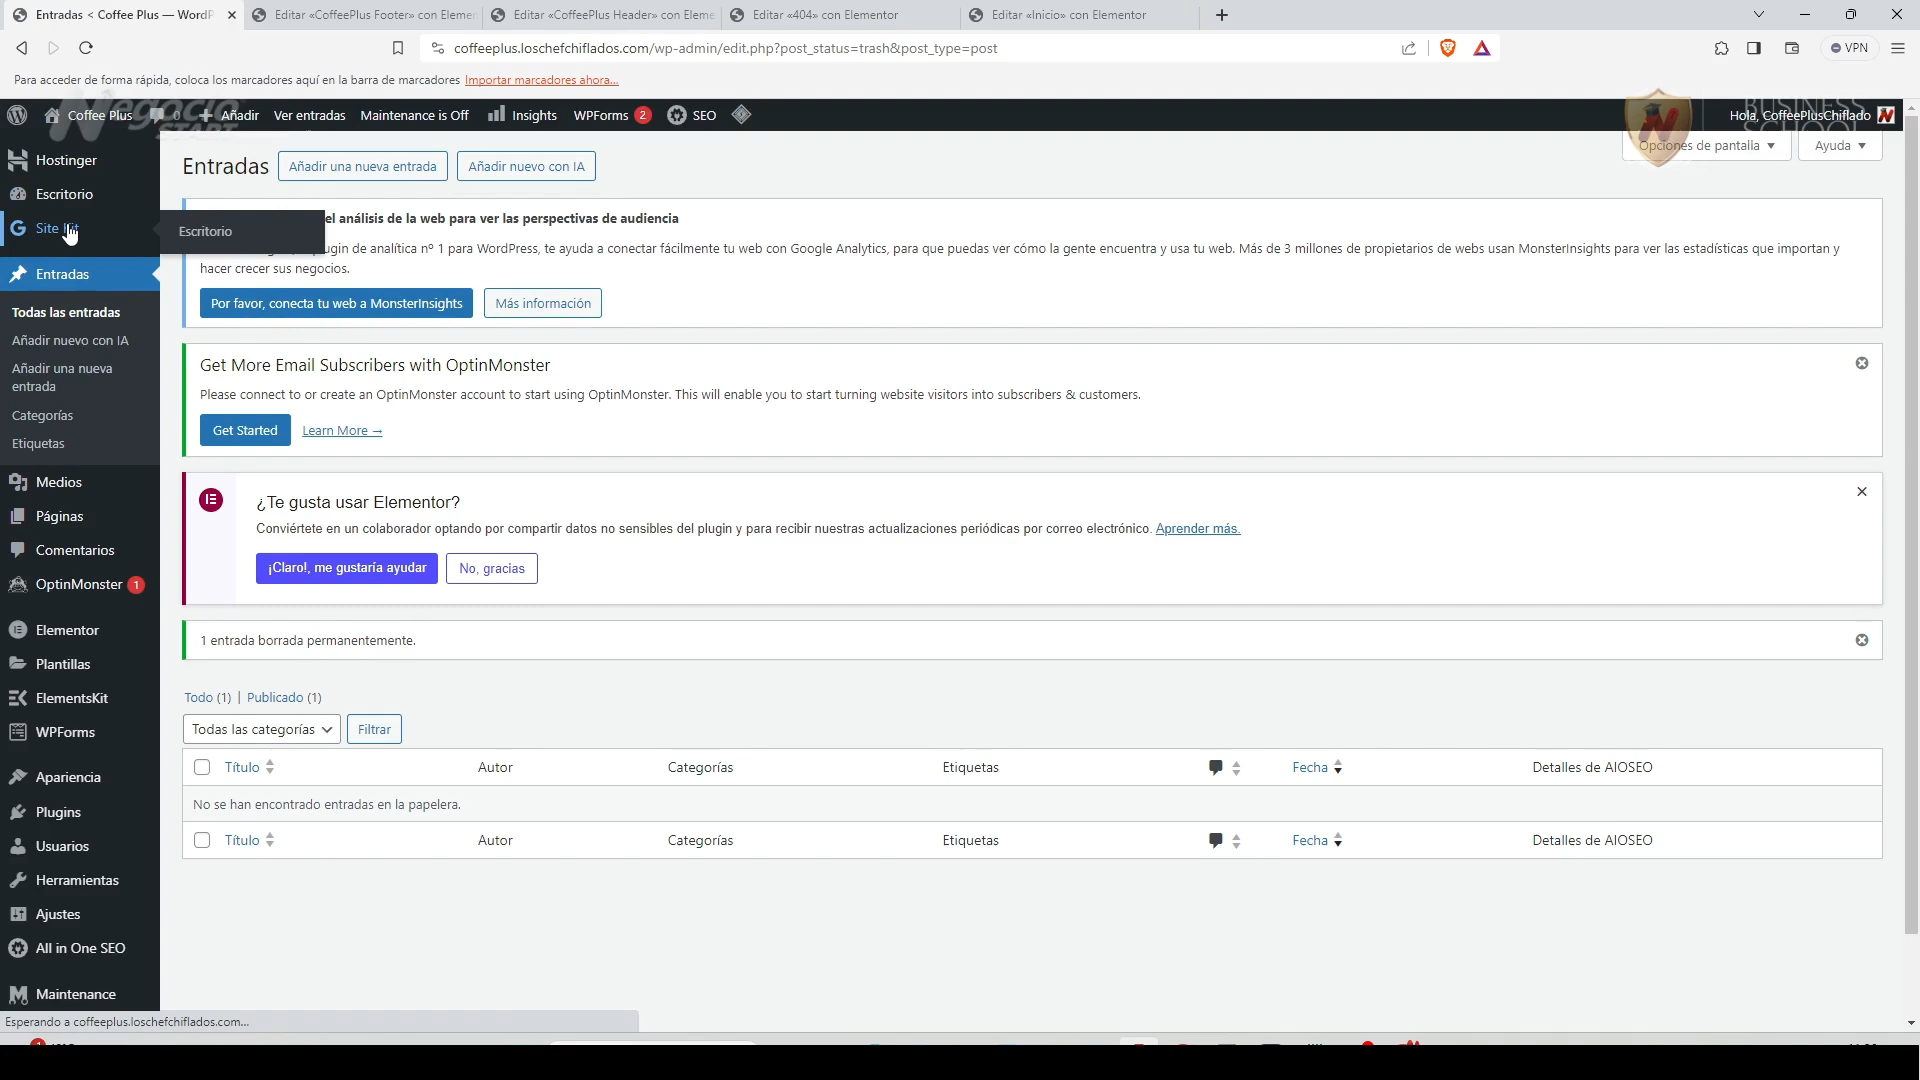 Entradas < Coffee Plus — WordP
Editar «CoffeePlus Footer» con Elemer
Editar «CoffeePlus Header» con Eleme
Editar «404» con Elementor
Editar «Inicio» con Elementor
coffeeplus.loschefchiflados.com/wp-admin/edit.php?post_status=trash&post_type=post
VPN
Para acceder de forma rápida, coloca los marcadores aquí en la barra de marcadores Importar marcadores ahora...
Negocio
START
BUSINESS
SCHOOL
Coffee Plus
0
Añadir
Ver entradas
Maintenance is Off
Insights
WPForms 2
SEO
Hola, CoffeePlusChiflado
Opciones de pantalla
Ayuda
Hostinger
Escritorio
Site Kit
Escritorio
Entradas
Todas las entradas
Añadir nuevo con IA
Añadir una nueva
entrada
Categorías
Etiquetas
Medios
Páginas
Comentarios
OptinMonster 1
Elementor
Plantillas
ElementsKit
WPForms
Apariencia
Plugins
Usuarios
Herramientas
Ajustes
All in One SEO
Maintenance
Entradas
Añadir una nueva entrada
Añadir nuevo con IA
el análisis de la web para ver las perspectivas de audiencia
ugin de analítica nº 1 para WordPress, te ayuda a conectar fácilmente tu web con Google Analytics, para que puedas ver cómo la gente encuentra y usa tu web. Más de 3 millones de propietarios de webs usan MonsterInsights para ver las estadísticas que importan y
hacer crecer sus negocios.
Por favor, conecta tu web a MonsterInsights
Más información
Get More Email Subscribers with OptinMonster
Please connect to or create an OptinMonster account to start using OptinMonster. This will enable you to start turning website visitors into subscribers & customers.
Get Started
Learn More →
¿Te gusta usar Elementor?
Conviértete en un colaborador optando por compartir datos no sensibles del plugin y para recibir nuestras actualizaciones periódicas por correo electrónico. Aprender más.
¡Claro!, me gustaría ayudar
No, gracias
1 entrada borrada permanentemente.
Todo (1) | Publicado (1)
Todas las categorías
Filtrar
Título
Autor
Categorías
Etiquetas
Fecha
Detalles de AIOSEO
No se han encontrado entradas en la papelera.
Título
Autor
Categorías
Etiquetas
Fecha
Detalles de AIOSEO
Esperando a coffeeplus.loschefchiflados.com...